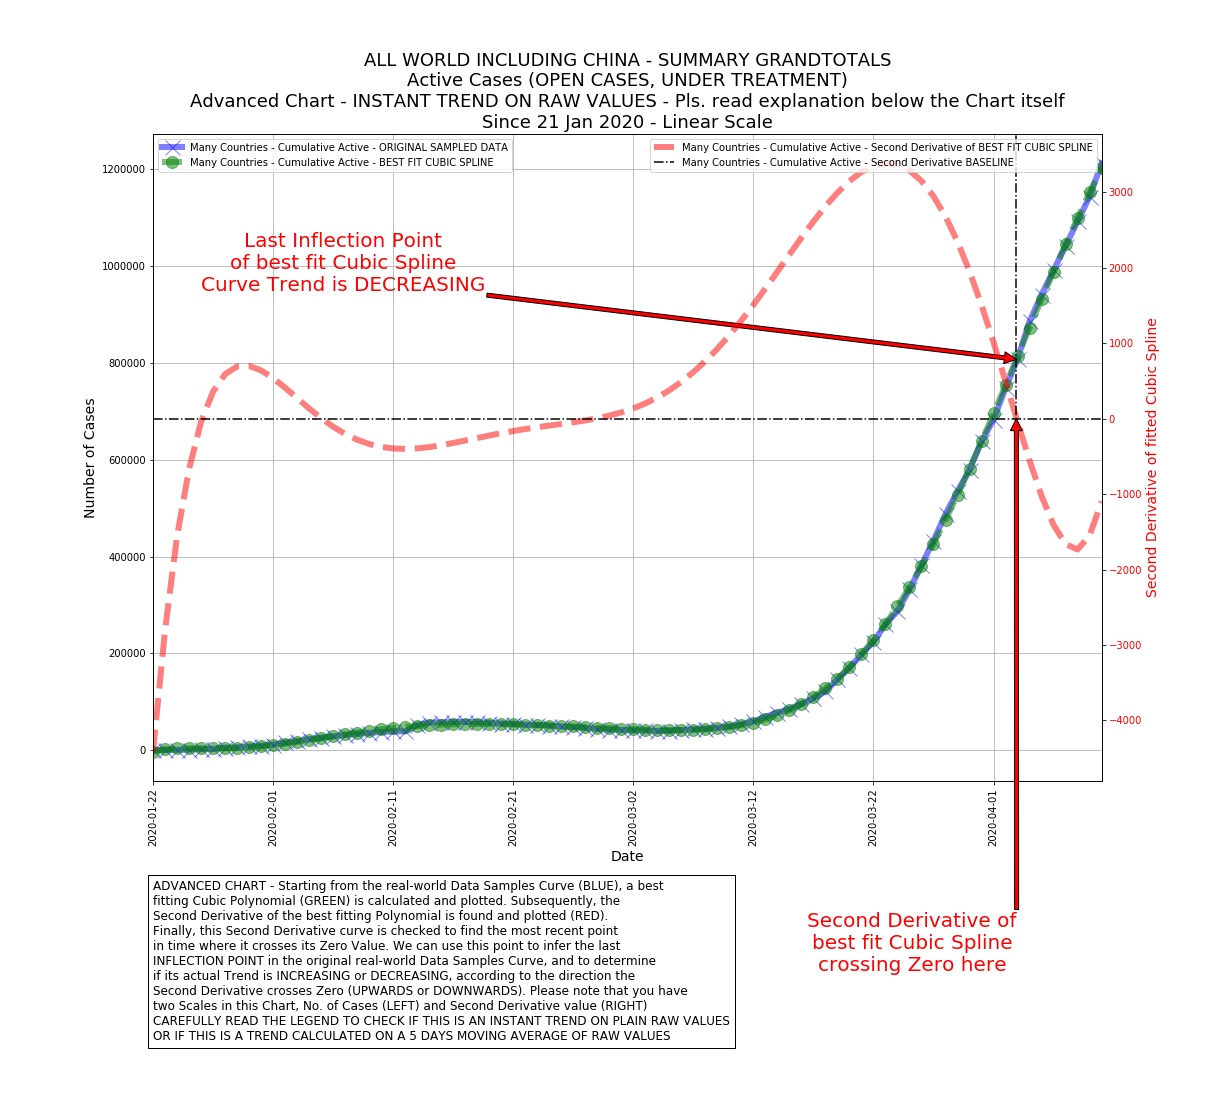 ALL WORLD INCLUDING CHINA - SUMMARY GRANDTOTALS
Active Cases (OPEN CASES, UNDER TREATMENT)
Advanced Chart - INSTANT TREND ON RAW VALUES - Pls. read explanation below the Chart itself
Since 21 Jan 2020 - Linear Scale
Many Countries - Cumulative Active - ORIGINAL SAMPLED DATA
Many Countries - Cumulative Active - BEST FIT CUBIC SPLINE
Many Countries - Cumulative Active - Second Derivative of BEST FIT CUBIC SPLINE
Many Countries - Cumulative Active - Second Derivative BASELINE
Last Inflection Point
of best fit Cubic Spline
Curve Trend is DECREASING
Number of Cases
1200000
1000000
800000
600000
400000
200000
0
3000
2000
1000
0
−1000
−2000
−3000
−4000
Second Derivative of fitted Cubic Spline
2020-01-22
2020-02-01
2020-02-11
2020-02-21
2020-03-02
2020-03-12
2020-03-22
2020-04-01
Date
Second Derivative of
best fit Cubic Spline
crossing Zero here
ADVANCED CHART - Starting from the real-world Data Samples Curve (BLUE), a best
fitting Cubic Polynomial (GREEN) is calculated and plotted. Subsequently, the
Second Derivative of the best fitting Polynomial is found and plotted (RED).
Finally, this Second Derivative curve is checked to find the most recent point
in time where it crosses its Zero Value. We can use this point to infer the last
INFLECTION POINT in the original real-world Data Samples Curve, and to determine
if its actual Trend is INCREASING or DECREASING, according to the direction the
Second Derivative crosses Zero (UPWARDS or DOWNWARDS). Please note that you have
two Scales in this Chart, No. of Cases (LEFT) and Second Derivative value (RIGHT)
CAREFULLY READ THE LEGEND TO CHECK IF THIS IS AN INSTANT TREND ON PLAIN RAW VALUES
OR IF THIS IS A TREND CALCULATED ON A 5 DAYS MOVING AVERAGE OF RAW VALUES